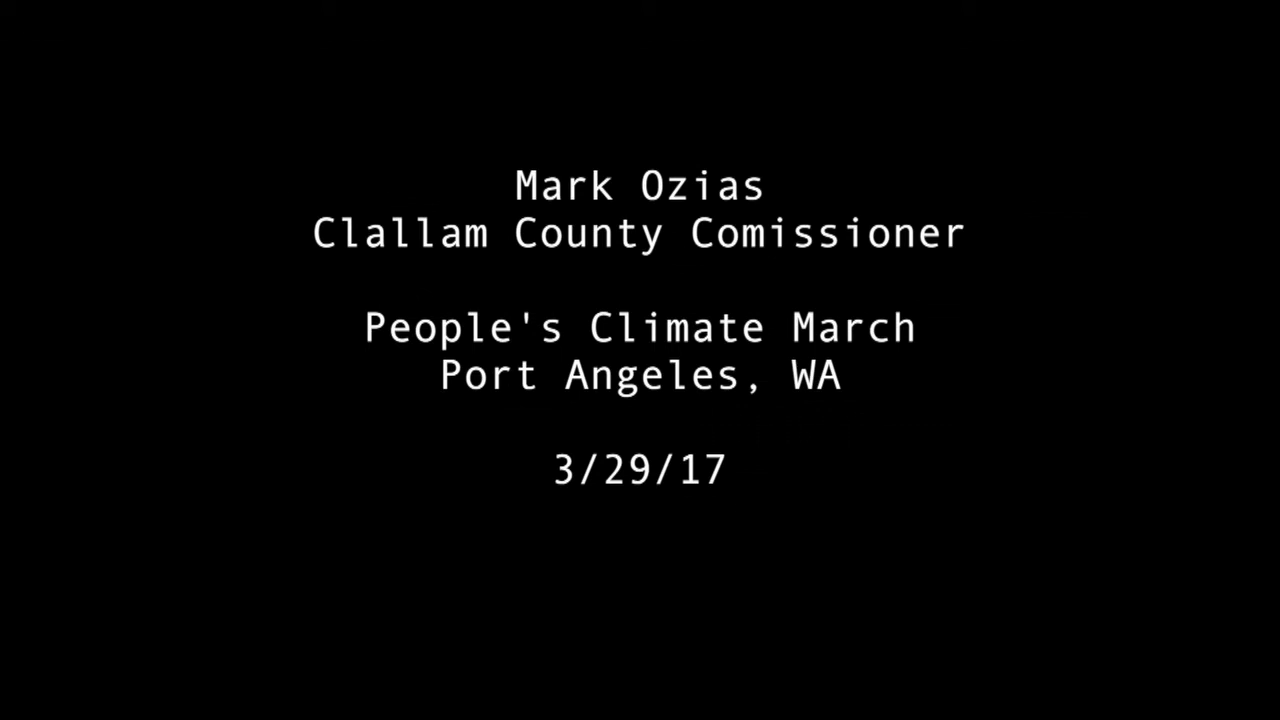 Mark Ozias
Clallam County Comissioner
People's Climate March
Port Angeles, WA
3/29/17